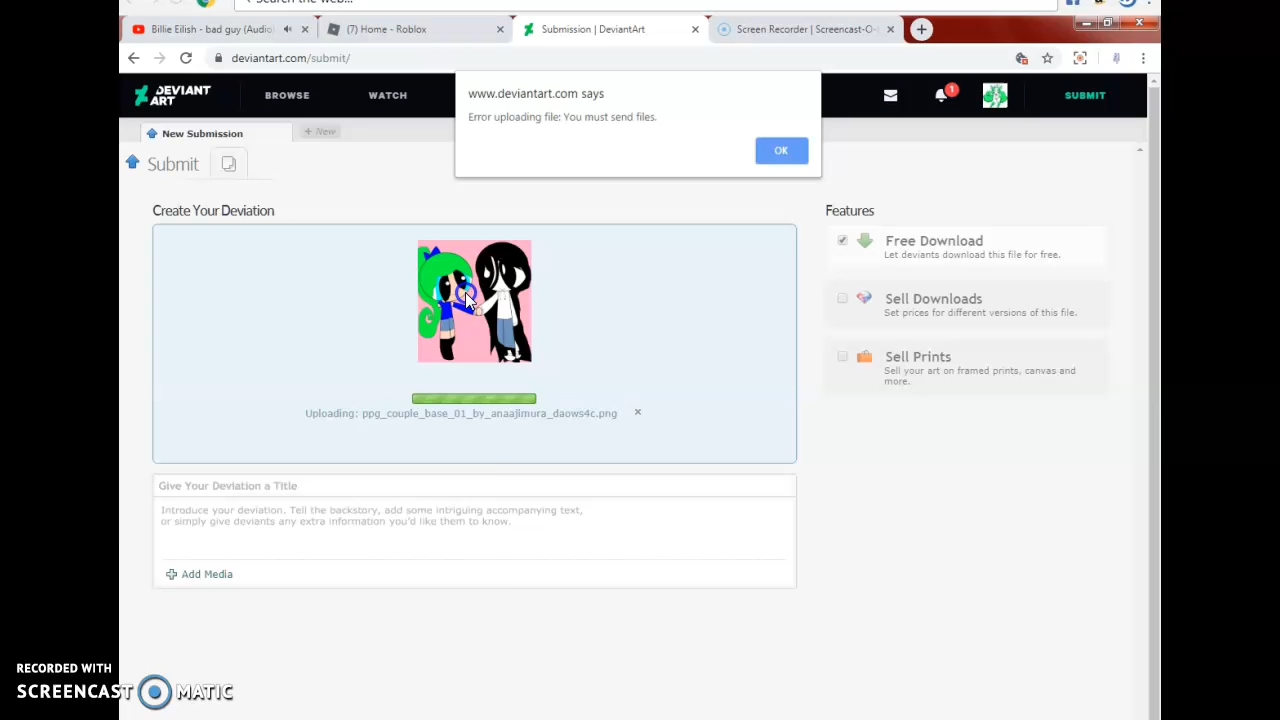 Search the web...
Billie Eilish - bad guy (Audio)
(7) Home - Roblox
Submission | DeviantArt
Screen Recorder | Screencast-O-
deviantart.com/submit/
DEVIANT
ART
BROWSE
WATCH
1
SUBMIT
www.deviantart.com says
Error uploading file: You must send files.
OK
New Submission
+ New
Submit
Create Your Deviation
Features
Free Download
Let deviants download this file for free.
Sell Downloads
Set prices for different versions of this file.
Sell Prints
Sell your art on framed prints, canvas and
more.
Uploading: ppg_couple_base_01_by_anaajimura_daows4c.png
Give Your Deviation a Title
Introduce your deviation. Tell the backstory, add some intriguing accompanying text,
or simply give deviants any extra information you'd like them to know.
Add Media
RECORDED WITH
SCREENCAST MATIC